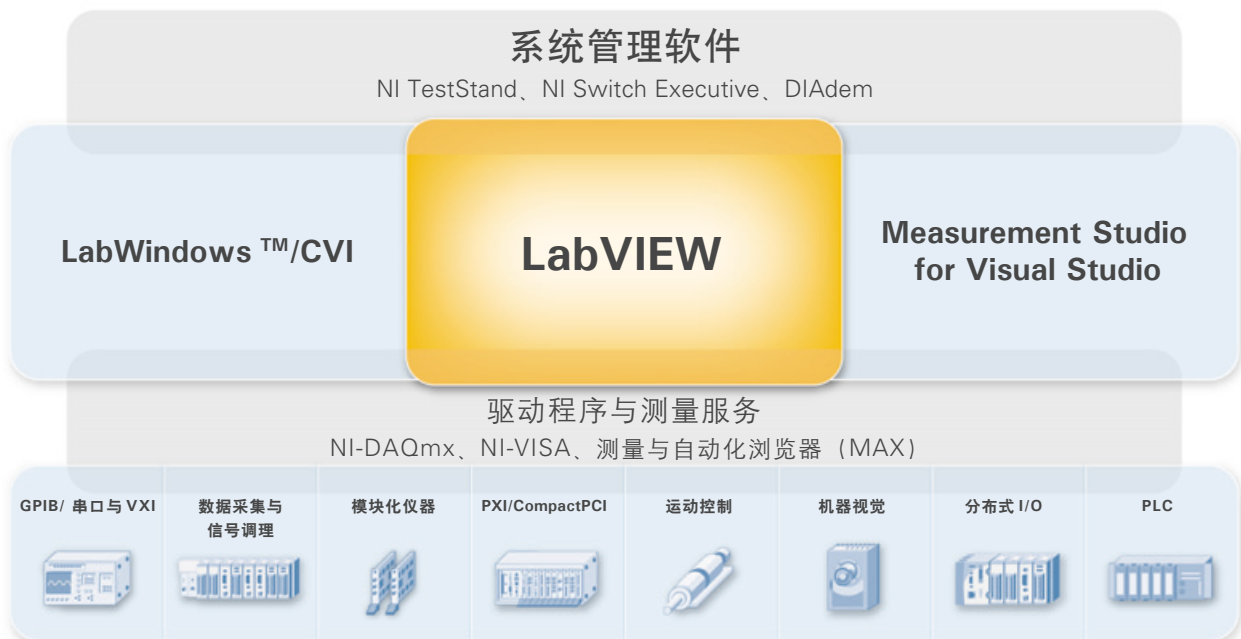 系统管理软件
NI TestStand、NI Switch Executive、DIAdem
LabWindows ™/CVI
LabVIEW
Measurement Studio
for Visual Studio
驱动程序与测量服务
NI-DAQmx、NI-VISA、测量与自动化浏览器（MAX）
GPIB/ 串口与 VXI
数据采集与
信号调理
模块化仪器
PXI/CompactPCI
运动控制
机器视觉
分布式 I/O
PLC